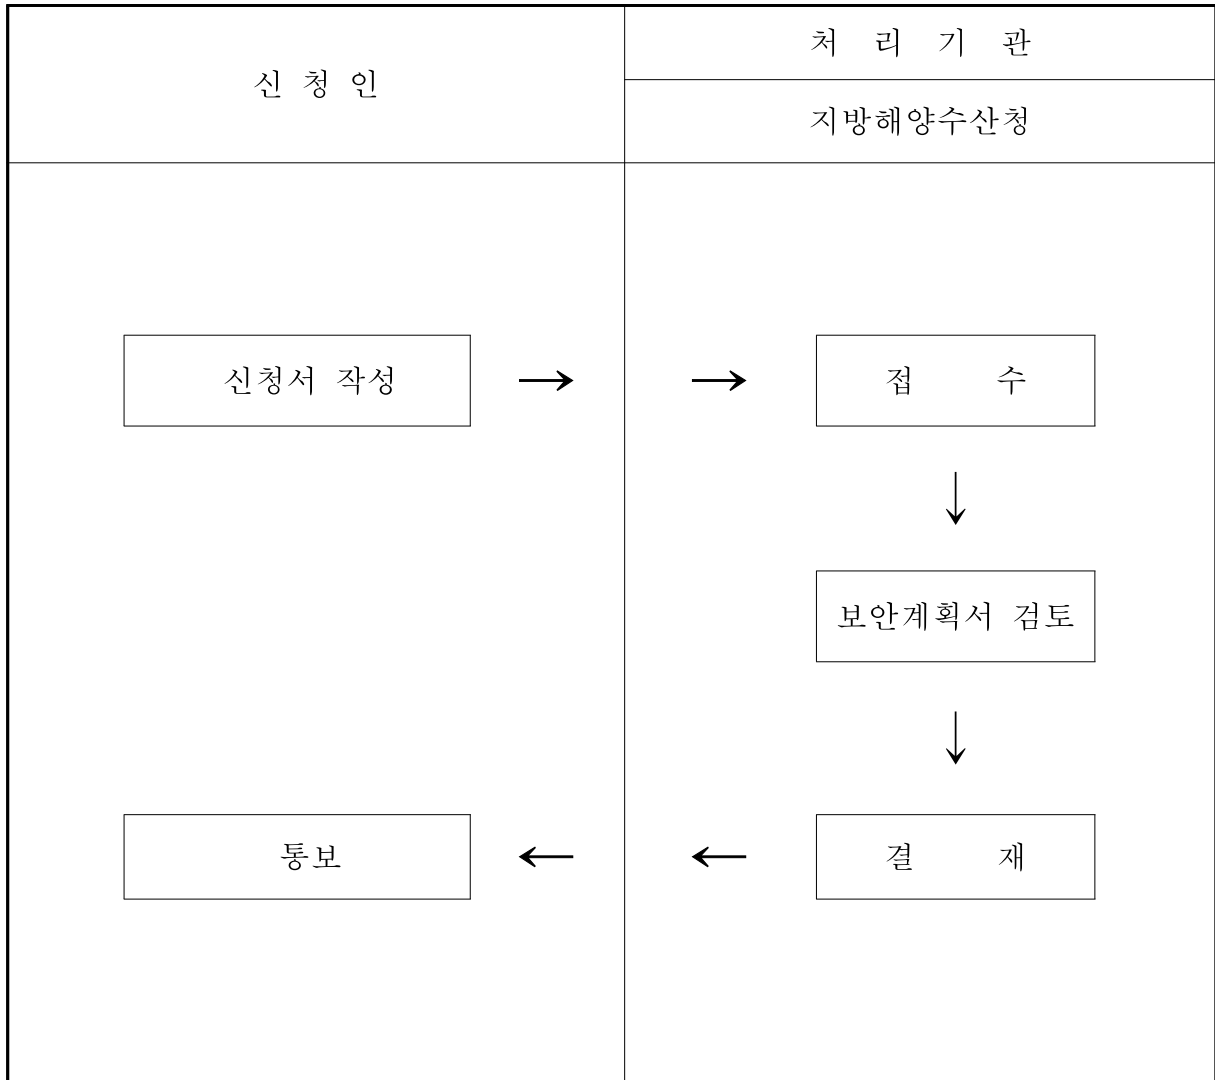 신 청 인
처 리 기 관
지방해양수산청
신청서 작성 → → 접 수
↓
보안계획서 검토
↓
통보 ← ← 결 재